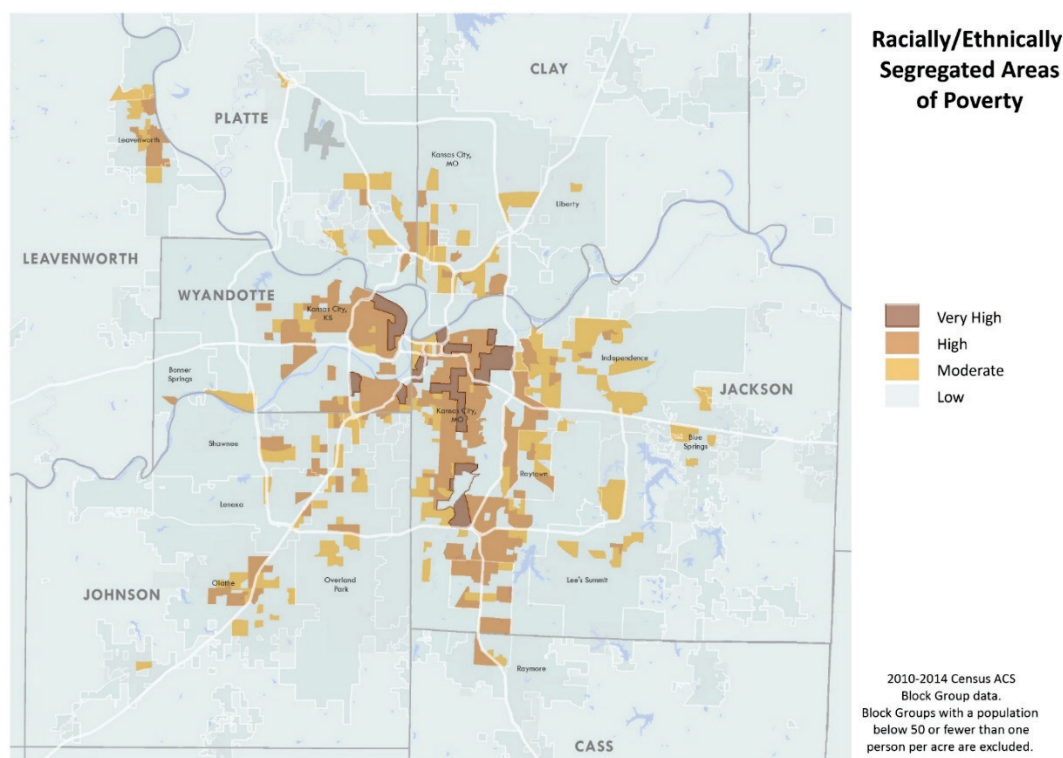 Racially/Ethnically
Segregated Areas
of Poverty
CLAY
PLATTE
Leavenworth
Kansas City,
MO
Liberty
LEAVENWORTH
WYANDOTTE
Kansas City,
KS
Independence
Bonner
Springs
JACKSON
Kansas City,
MO
Blue
Springs
Shawnee
Raytown
Lenexa
Olathe
Overland
Park
Lee's Summit
JOHNSON
Raymore
CASS
Very High
High
Moderate
Low
2010-2014 Census ACS
Block Group data.
Block Groups with a population
below 50 or fewer than one
person per acre are excluded.